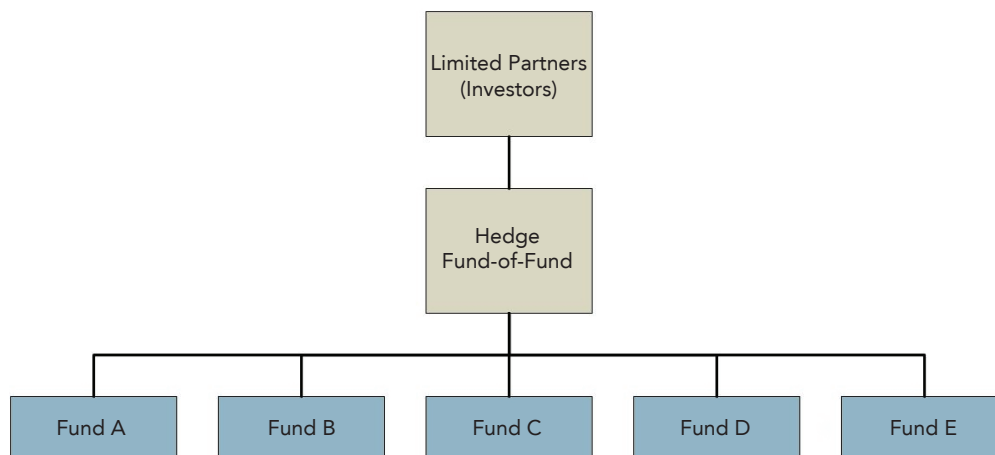 Limited Partners
(Investors)
Hedge
Fund-of-Fund
Fund A
Fund B
Fund C
Fund D
Fund E